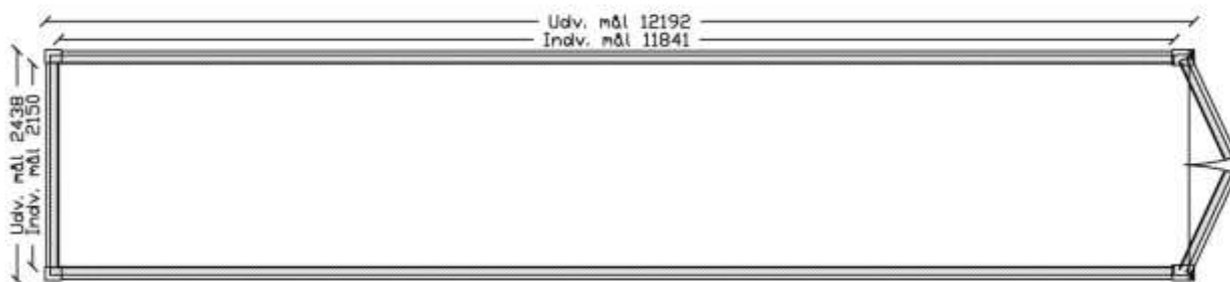 Udv. mål 12192
Indv. mål 11841
Udv. mål 2438
Indv. mål 2150